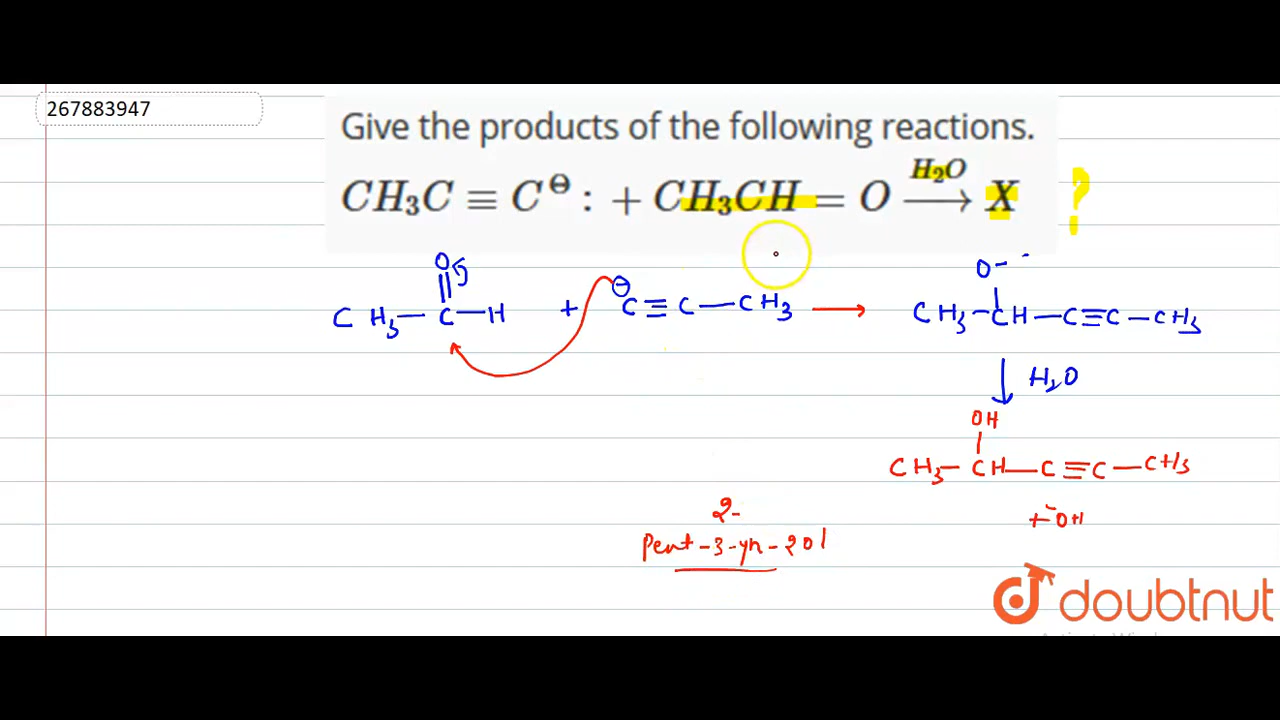 267883947
Give the products of the following reactions.
CH₃C ≡ C^Θ : + CH₃CH = O →(H₂O) X ?
CH₃–C(=O)–H + ⊖C≡C–CH₃ → CH₃–CH(O⁻)–C≡C–CH₃
↓ H₂O
OH
CH₃–CH–C≡C–CH₃
+ ⁻OH
2-
Pent-3-yn-2ol
doubtnut